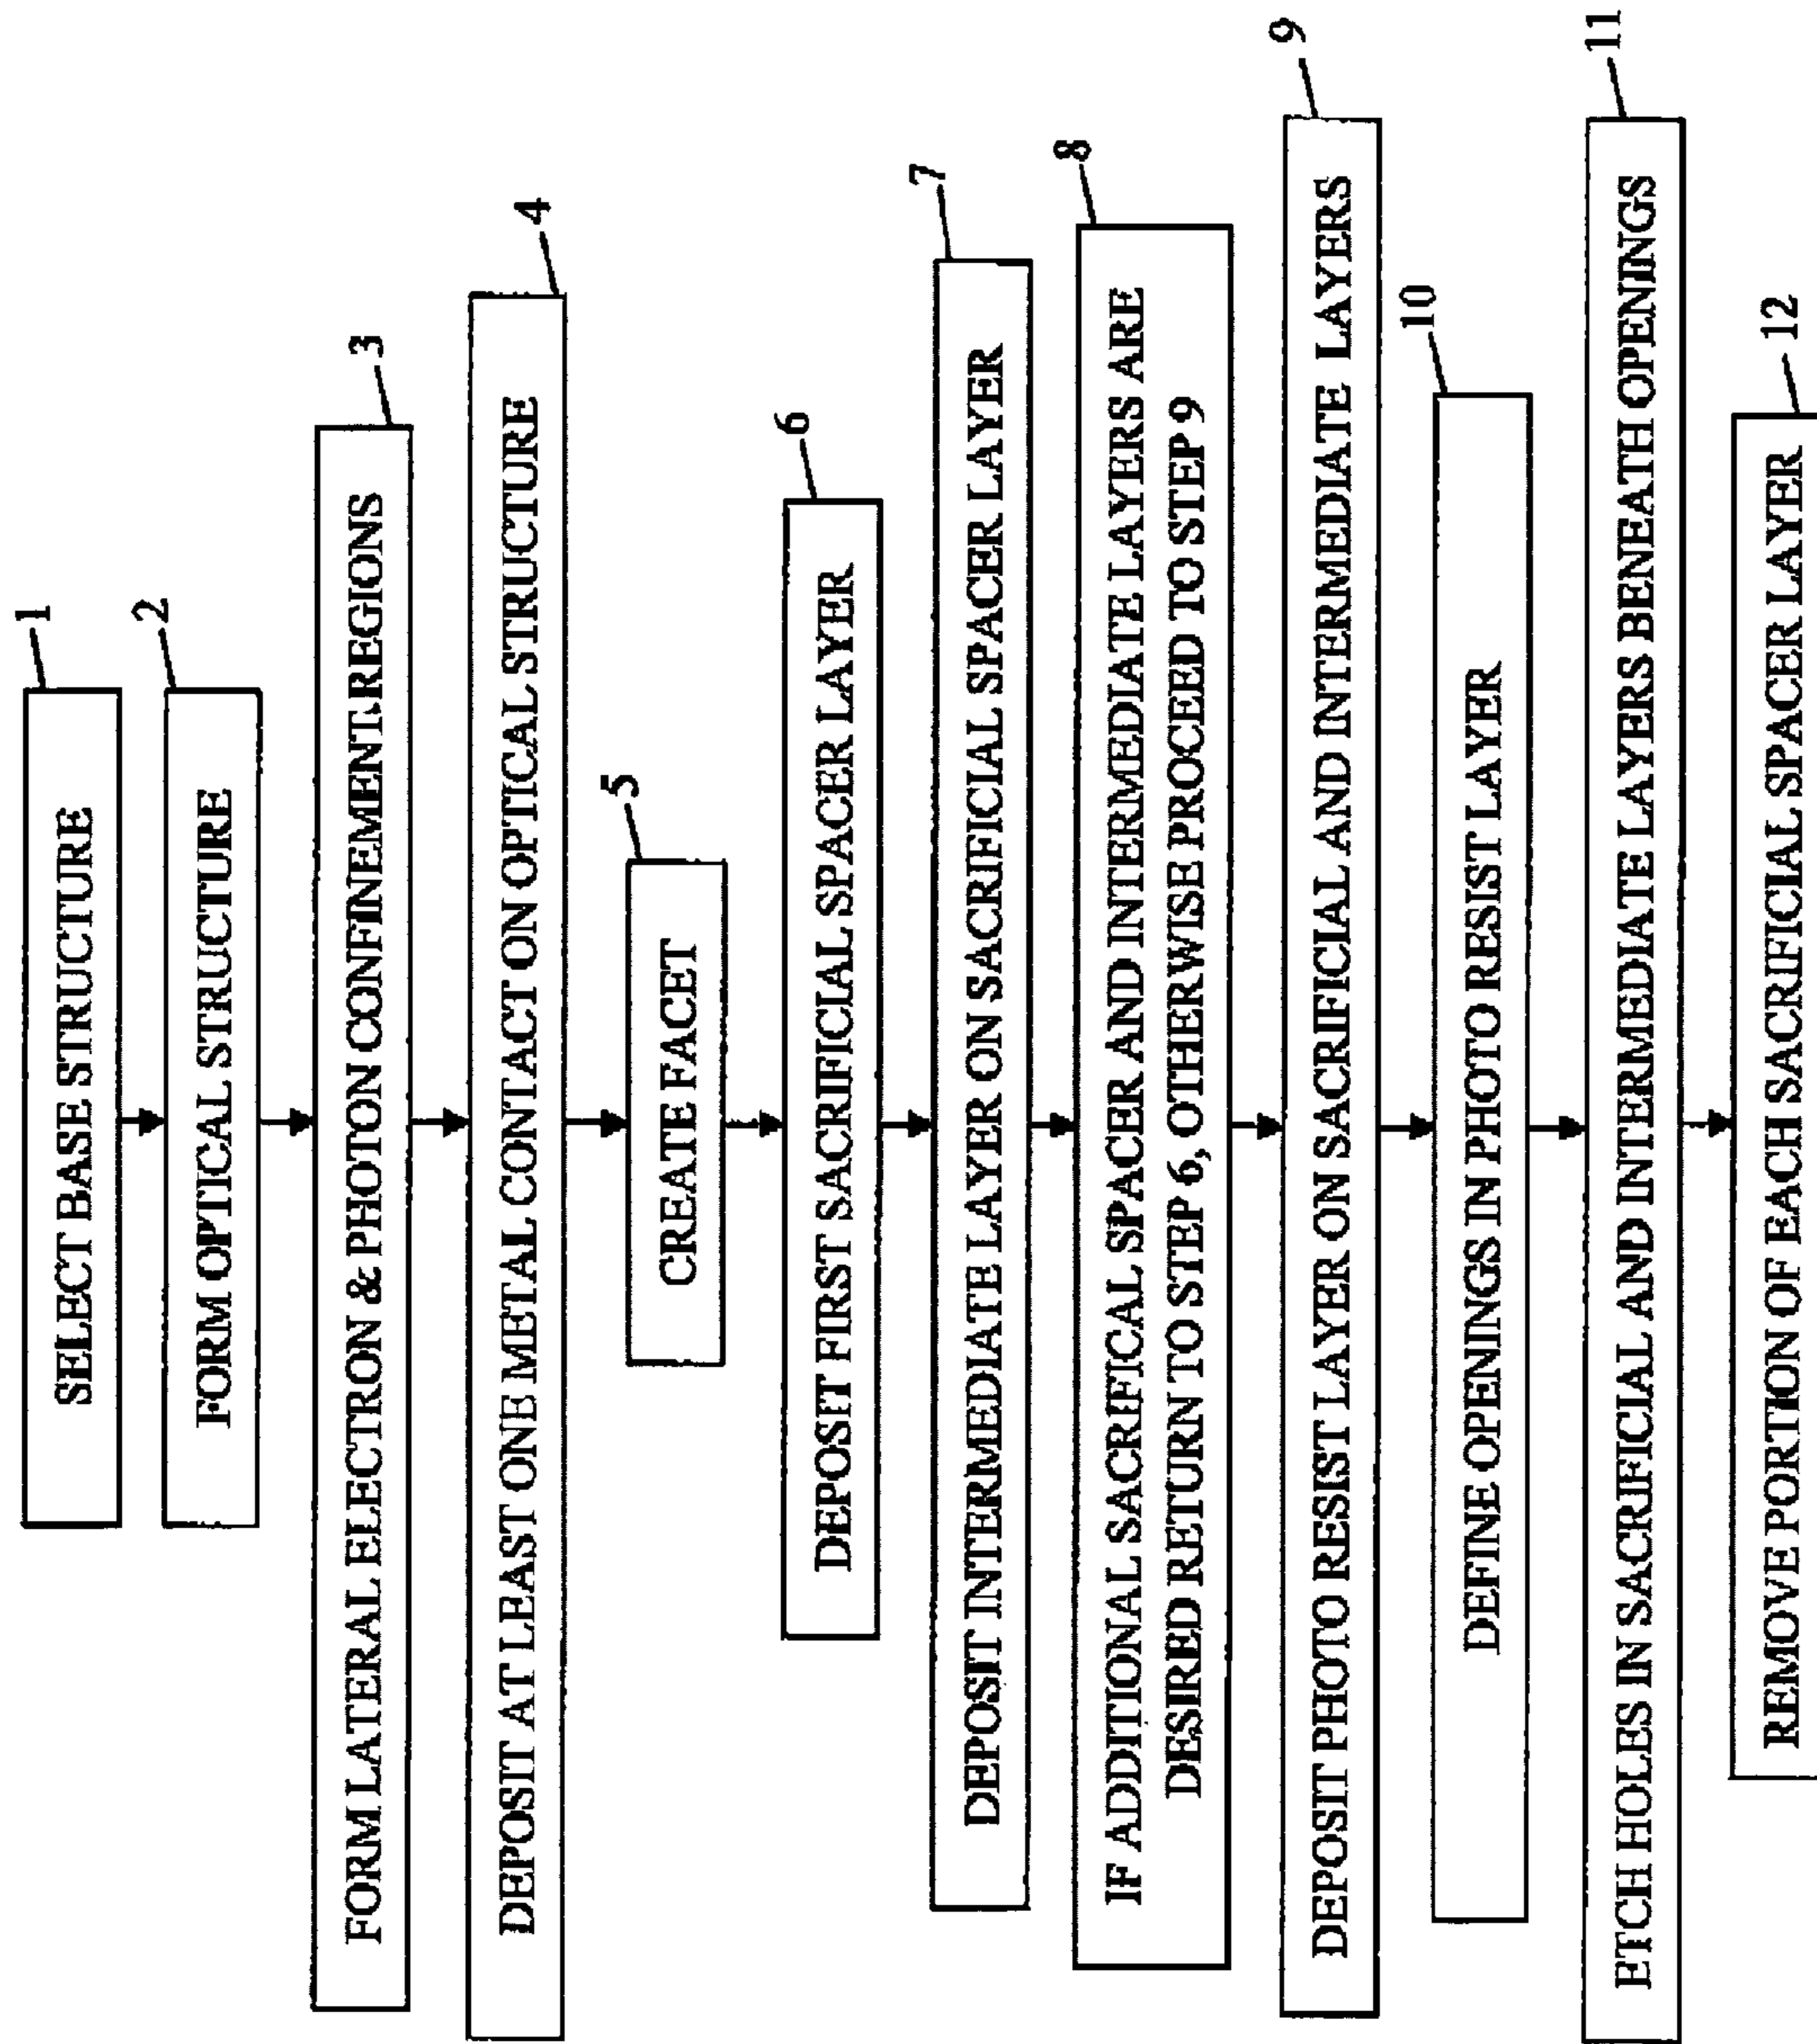 1
SELECT BASE STRUCTURE
2
FORM OPTICAL STRUCTURE
3
FORM LATERAL ELECTRON & PHOTON CONFINEMENT REGIONS
4
DEPOSIT AT LEAST ONE METAL CONTACT ON OPTICAL STRUCTURE
5
CREATE FACET
6
DEPOSIT FIRST SACRIFICIAL SPACER LAYER
7
DEPOSIT INTERMEDIATE LAYER ON SACRIFICIAL SPACER LAYER
8
IF ADDITIONAL SACRIFICAL SPACER AND INTERMEDIATE LAYERS ARE
DESIRED RETURN TO STEP 6, OTHERWISE PROCEED TO STEP 9
9
DEPOSIT PHOTO RESIST LAYER ON SACRIFICIAL AND INTERMEDIATE LAYERS
10
DEFINE OPENINGS IN PHOTO RESIST LAYER
11
ETCH HOLES IN SACRIFICIAL AND INTERMEDIATE LAYERS BENEATH OPENINGS
12
REMOVE PORTION OF EACH SACRIFICIAL SPACER LAYER